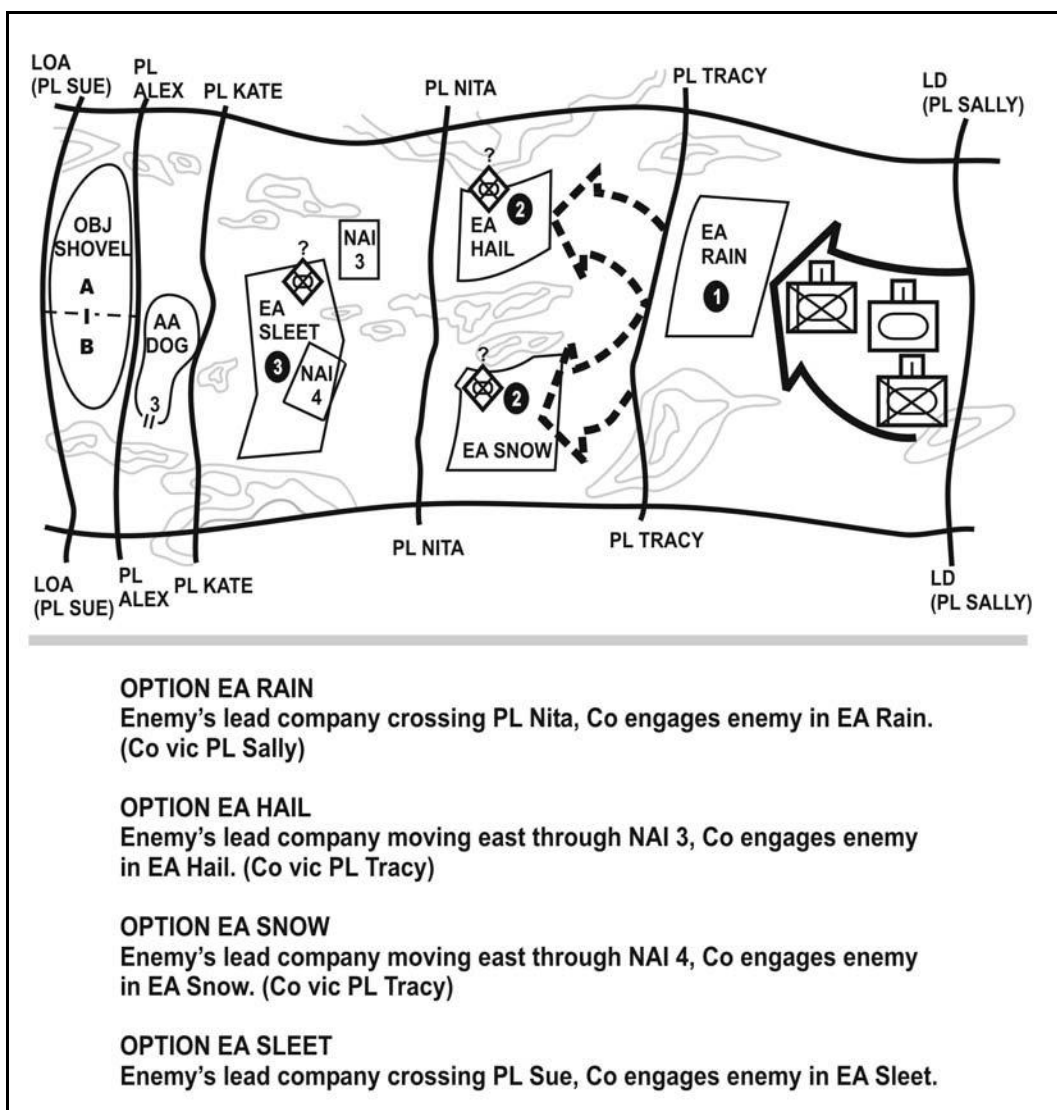 LOA
(PL SUE)
PL
ALEX
PL KATE
PL NITA
PL TRACY
LD
(PL SALLY)
OBJ
SHOVEL
A
I
B
AA
DOG
3
?
EA
SLEET
3
NAI
3
NAI
4
?
2
EA
HAIL
?
2
EA SNOW
EA
RAIN
1
LOA
(PL SUE)
PL
ALEX
PL KATE
PL NITA
PL TRACY
LD
(PL SALLY)
OPTION EA RAIN
Enemy's lead company crossing PL Nita, Co engages enemy in EA Rain.
(Co vic PL Sally)
OPTION EA HAIL
Enemy's lead company moving east through NAI 3, Co engages enemy
in EA Hail. (Co vic PL Tracy)
OPTION EA SNOW
Enemy's lead company moving east through NAI 4, Co engages enemy
in EA Snow. (Co vic PL Tracy)
OPTION EA SLEET
Enemy's lead company crossing PL Sue, Co engages enemy in EA Sleet.